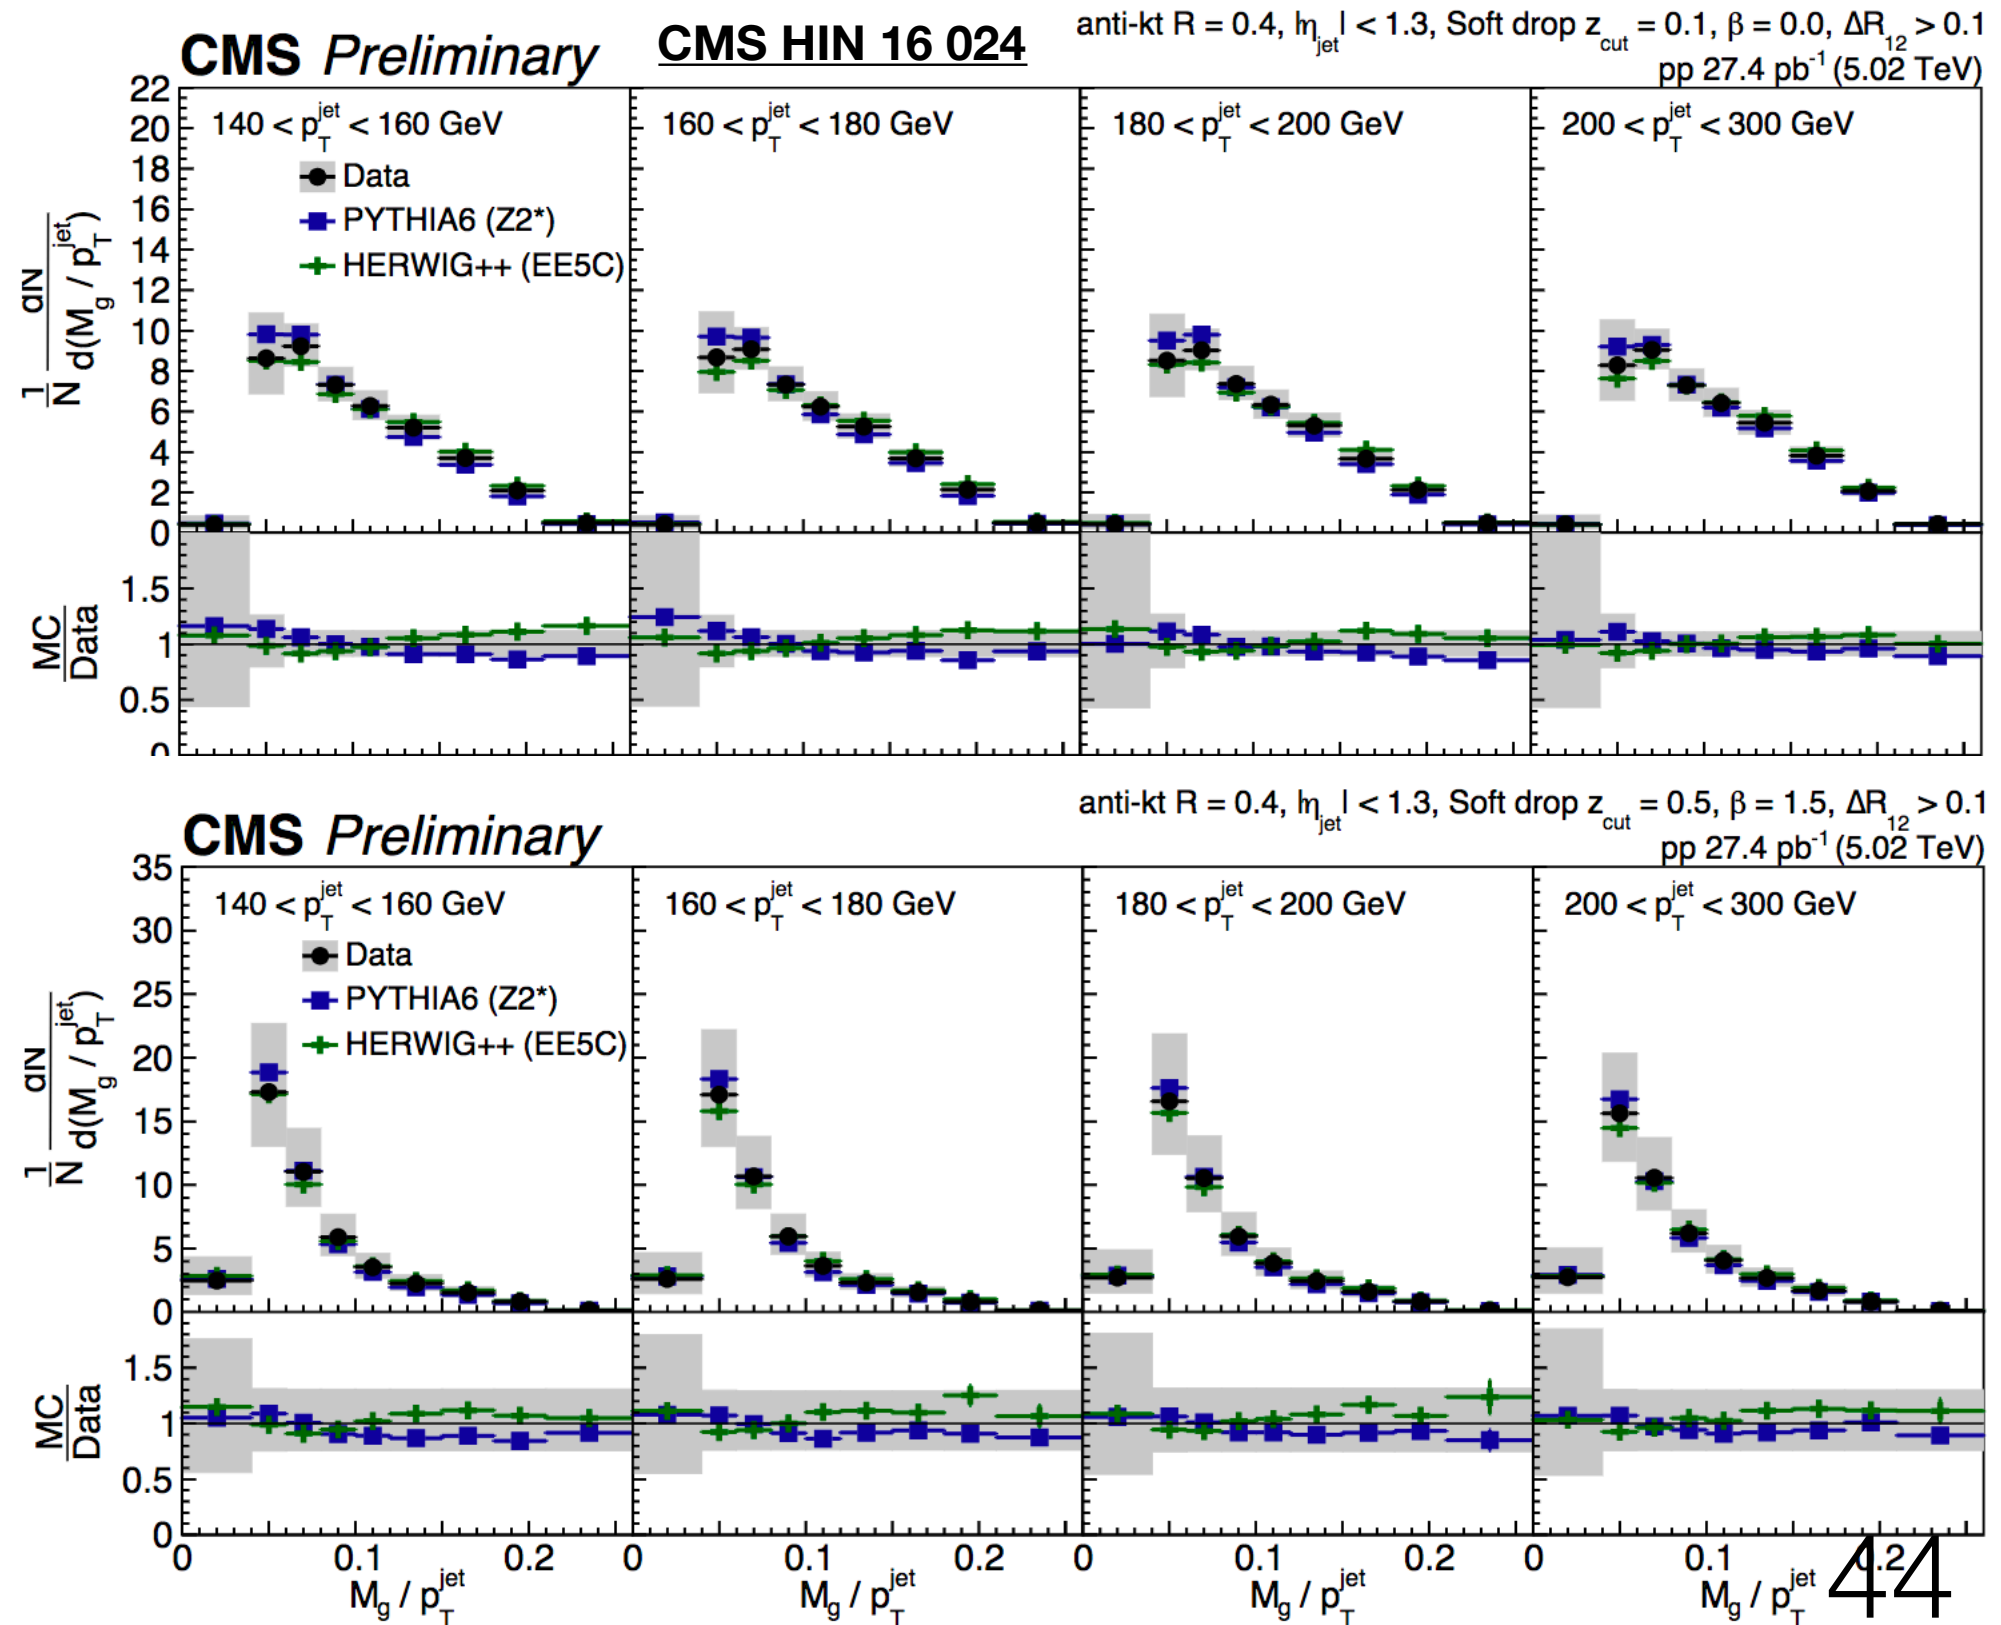 CMS Preliminary
CMS HIN 16 024
anti-kt R = 0.4, |η_jet| < 1.3, Soft drop z_cut = 0.1, β = 0.0, ΔR_12 > 0.1
pp 27.4 pb^-1 (5.02 TeV)
140 < p_T^jet < 160 GeV
160 < p_T^jet < 180 GeV
180 < p_T^jet < 200 GeV
200 < p_T^jet < 300 GeV
Data
PYTHIA6 (Z2*)
HERWIG++ (EE5C)
1/N dN/d(M_g / p_T^jet)
22
20
18
16
14
12
10
8
6
4
2
0
MC/Data
1.5
1
0.5
0
CMS Preliminary
anti-kt R = 0.4, |η_jet| < 1.3, Soft drop z_cut = 0.5, β = 1.5, ΔR_12 > 0.1
pp 27.4 pb^-1 (5.02 TeV)
140 < p_T^jet < 160 GeV
160 < p_T^jet < 180 GeV
180 < p_T^jet < 200 GeV
200 < p_T^jet < 300 GeV
Data
PYTHIA6 (Z2*)
HERWIG++ (EE5C)
1/N dN/d(M_g / p_T^jet)
35
30
25
20
15
10
5
0
MC/Data
1.5
1
0.5
0
0 0.1 0.2 0 0.1 0.2 0 0.1 0.2 0 0.1 0.2
M_g / p_T^jet M_g / p_T^jet M_g / p_T^jet M_g / p_T^jet
44